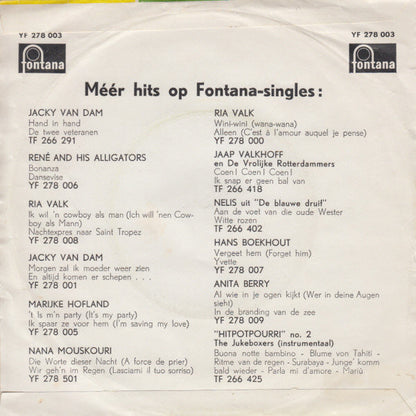 YF 278 003
YF 278 003
fontana
fontana
Méér hits op Fontana-singles:
JACKY VAN DAM
Hand in hand
De twee veteranen
TF 266 291
RENÉ AND HIS ALLIGATORS
Bonanza
Dansevise
YF 278 006
RIA VALK
Ik wil 'n cowboy als man (Ich will 'nen Cow-
boy als Mann)
Nachtexpres naar Saint Tropez
YF 278 008
JACKY VAN DAM
Morgen zal ik moeder weer zien
En altijd komen er schepen . . .
YF 278 001
MARIJKE HOFLAND
't Is m'n party (It's my party)
Ik spaar ze voor hem (I'm saving my love)
YF 278 005
NANA MOUSKOURI
Die Worte dieser Nacht (A force de prier)
Wir geh'n im Regen (Lasciami il tuo sorriso)
YF 278 501
RIA VALK
Wini-wini (wana-wana)
Alleen (C'est à l'amour auquel je pense)
YF 278 000
JAAP VALKHOFF
en De Vrolijke Rotterdammers
Coen! Coen! Coen!
Ik snap er geen bal van
TF 266 418
NELIS uit "De blauwe druif"
Aan de voet van die oude Wester
Witte rozen
TF 266 402
HANS BOEKHOUT
Vergeet hem (Forget him)
Yvette
YF 278 007
ANITA BERRY
Al wie in je ogen kijkt (Wer in deine Augen
sieht)
In de branding van de zee
YF 278 009
"HITPOTPOURRI" no. 2
The Jukeboxers (instrumentaal)
Buona notte bambino - Blume von Tahiti -
Ritme van de regen - Surabaya - Junge' komm
bald wieder - Parla mi d'amore - Mariù
TF 266 425